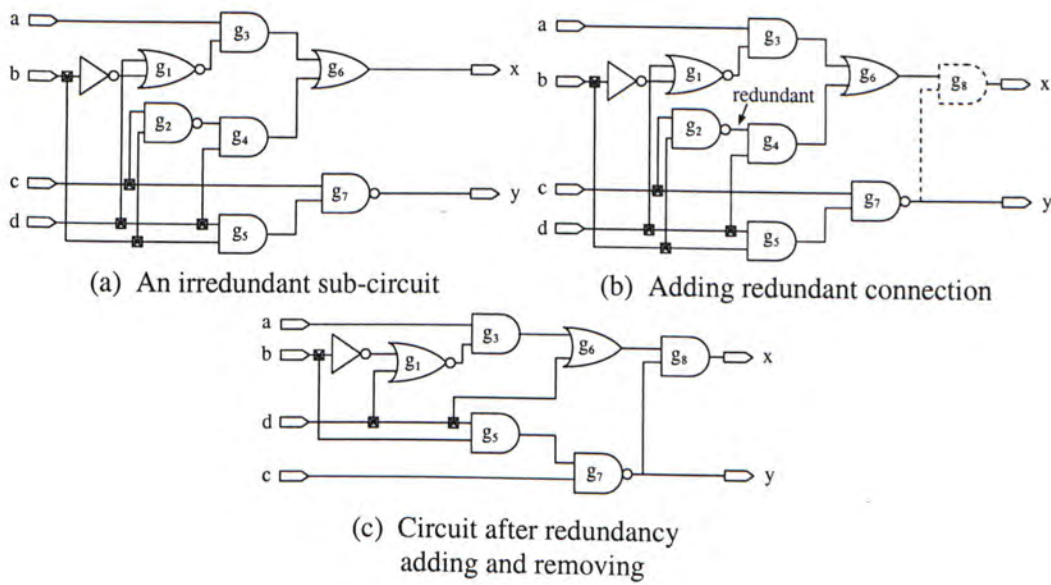 a
g3
b
g1
g6
x
g2
g4
c
g7
y
d
g5
(a) An irredundant sub-circuit
a
g3
b
g1
g6
g8
x
redundant
g2
g4
c
g7
y
d
g5
(b) Adding redundant connection
a
g3
b
g1
g6
g8
x
d
g5
c
g7
y
(c) Circuit after redundancy
adding and removing